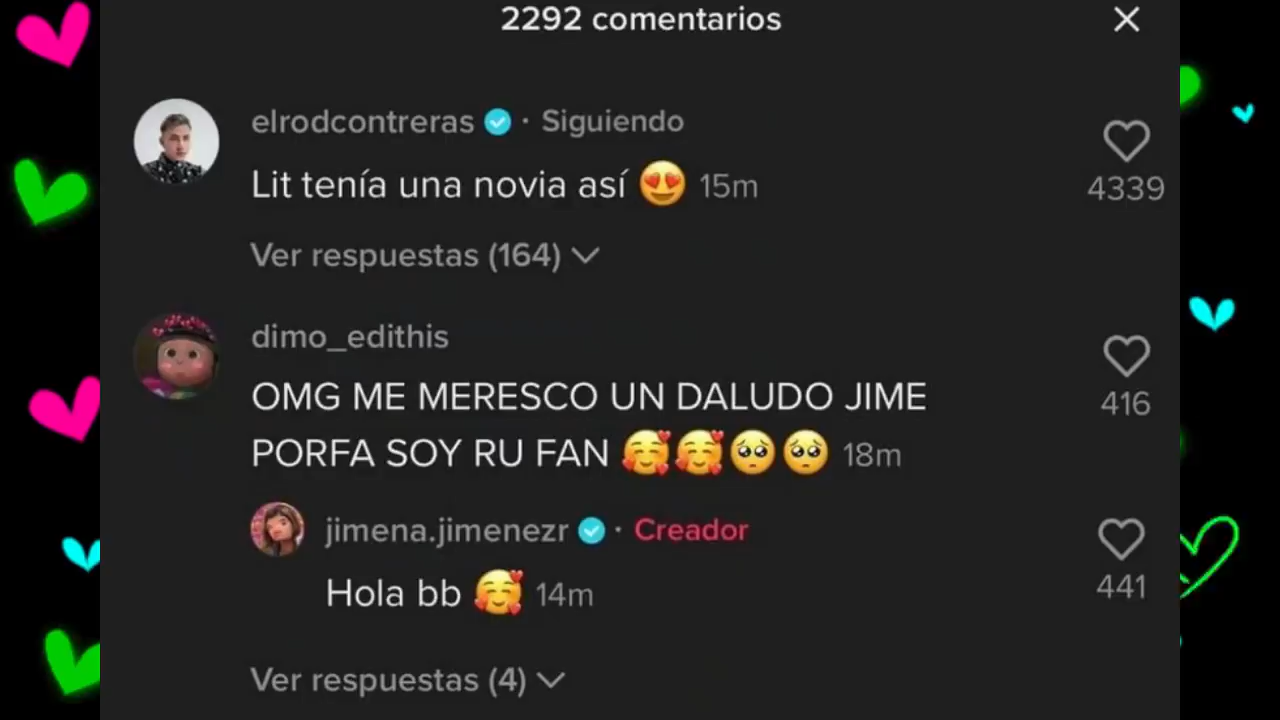 2292 comentarios
elrodcontreras · Siguiendo
Lit tenía una novia así 😍 15m
4339
Ver respuestas (164)
dimo_edithis
OMG ME MERESCO UN DALUDO JIME
PORFA SOY RU FAN 🥰🥰🥺🥺 18m
416
jimena.jimenezr · Creador
Hola bb 🥰 14m
441
Ver respuestas (4)